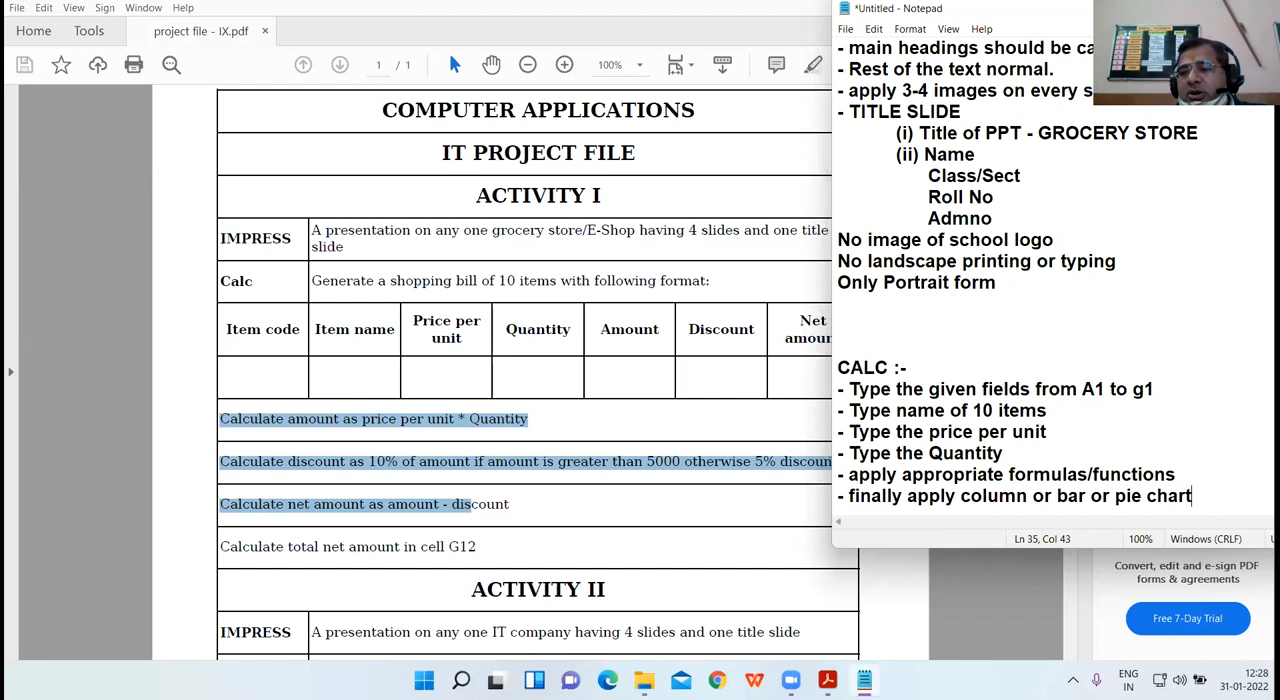 File Edit View Sign Window Help
Home Tools project file - IX.pdf ×
1 / 1 100%
COMPUTER APPLICATIONS
IT PROJECT FILE
ACTIVITY I
IMPRESS A presentation on any one grocery store/E-Shop having 4 slides and one title
slide
Calc Generate a shopping bill of 10 items with following format:
Item code Item name Price per unit Quantity Amount Discount Net
Calculate amount as price per unit * Quantity
Calculate discount as 10% of amount if amount is greater than 5000 otherwise 5%
Calculate net amount as amount - discount
Calculate total net amount in cell G12
ACTIVITY II
IMPRESS A presentation on any one IT company having 4 slides and one title slide
*Untitled - Notepad
File Edit Format View Help
- main headings should be
- Rest of the text normal.
- apply 3-4 images on every
- TITLE SLIDE
(i) Title of PPT - GROCERY STORE
(ii) Name
Class/Sect
Roll No
Admno
No image of school logo
No landscape printing or typing
Only Portrait form
CALC :-
- Type the given fields from A1 to g1
- Type name of 10 items
- Type the price per unit
- Type the Quantity
- apply appropriate formulas/functions
- finally apply column or bar or pie chart
Ln 35, Col 43 100% Windows (CRLF)
Convert, edit and e-sign PDF
forms & agreements
Free 7-Day Trial
ENG
IN
12:28
31-01-2022